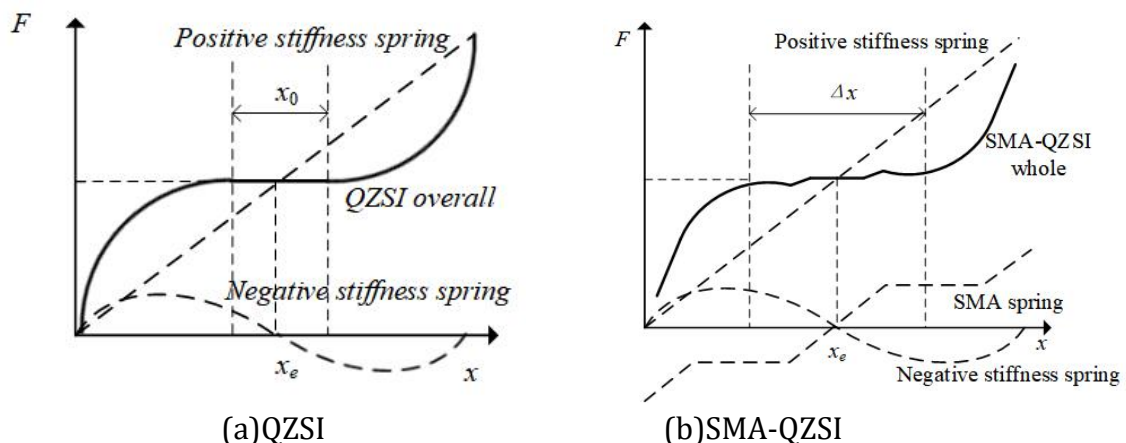 F
Positive stiffness spring
x₀
QZSI overall
Negative stiffness spring
xₑ
x
(a)QZSI
F
Positive stiffness spring
Δx
SMA-QZSI
whole
SMA spring
xₑ
x
Negative stiffness spring
(b)SMA-QZSI